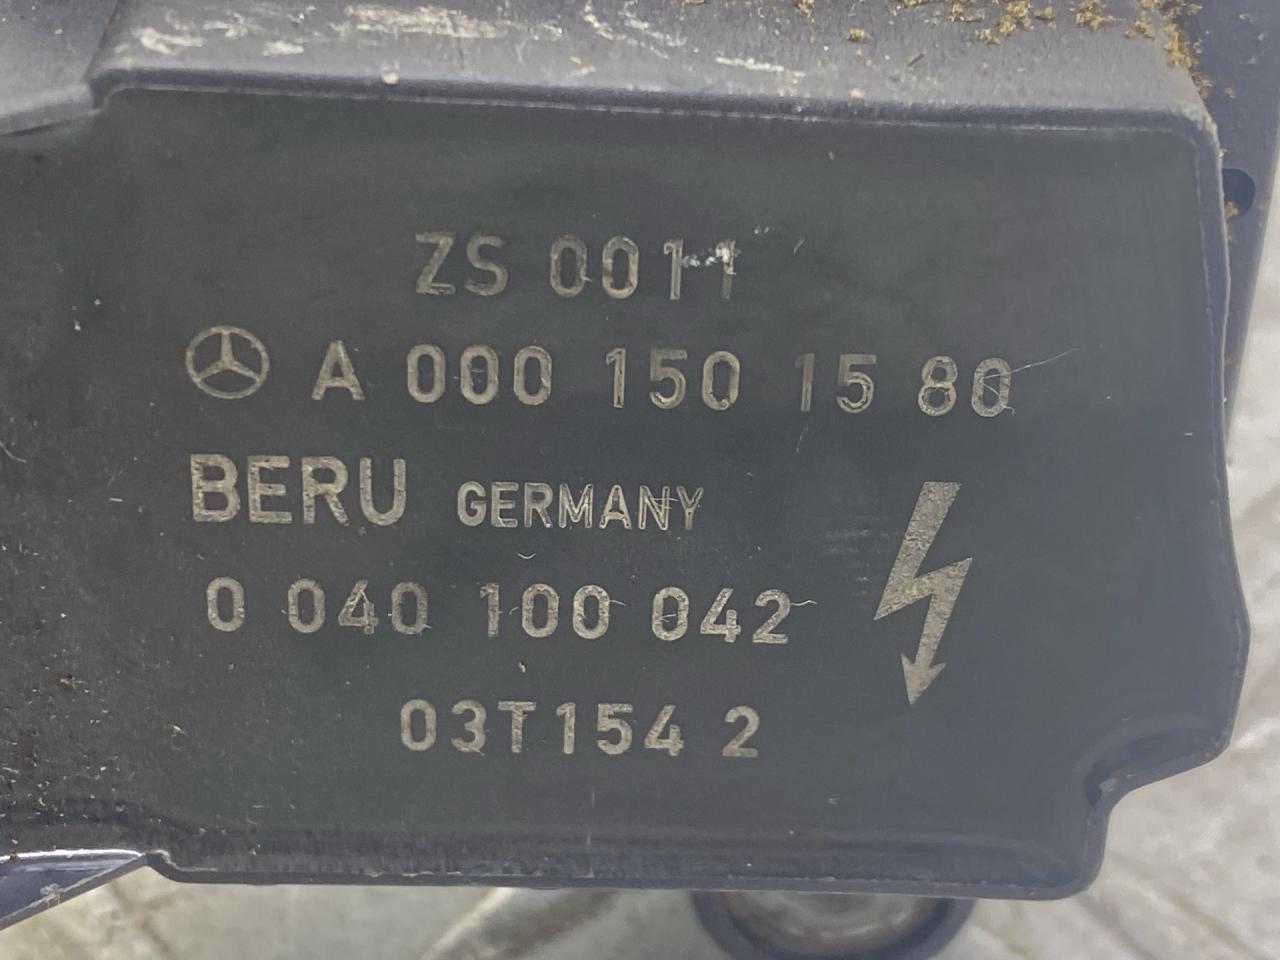 ZS 0011
A 000 150 15 80
BERU GERMANY
0 040 100 042
03T154 2